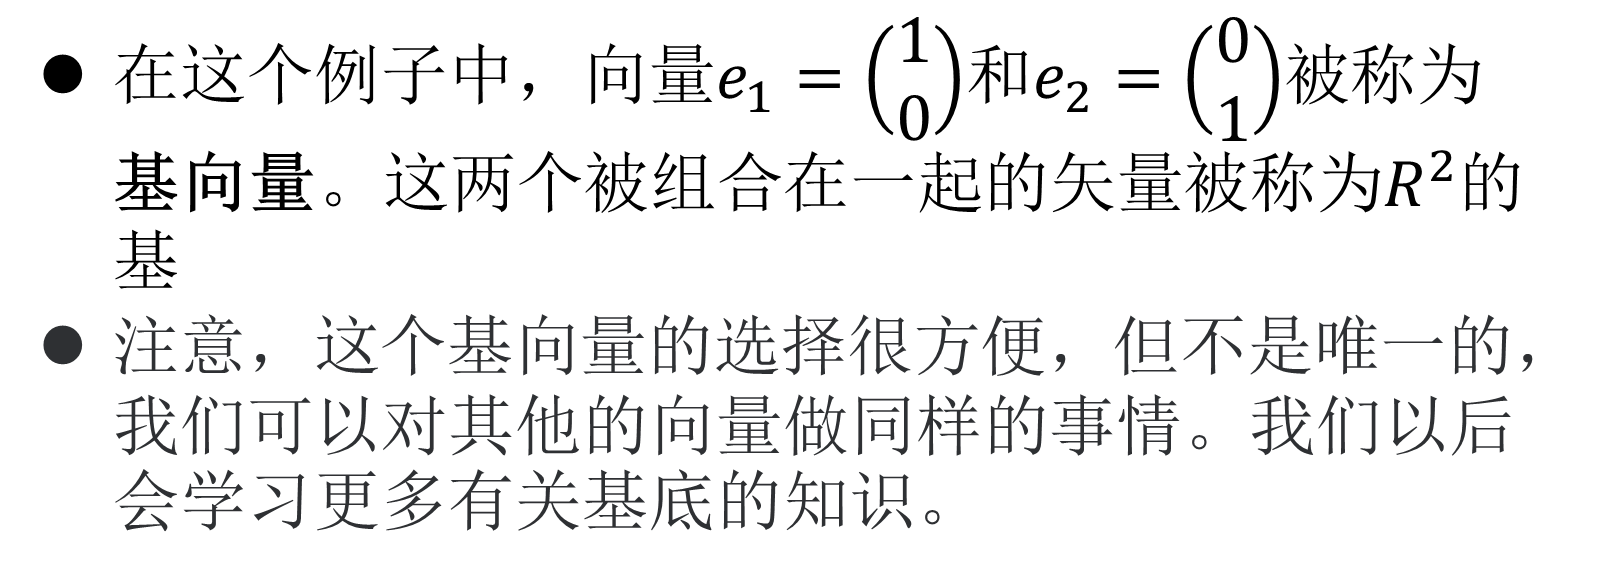 ● 在这个例子中，向量e₁ = (1 0)和e₂ = (0 1)被称为
基向量。这两个被组合在一起的矢量被称为R²的
基
● 注意，这个基向量的选择很方便，但不是唯一的，
我们可以对其他的向量做同样的事情。我们以后
会学习更多有关基底的知识。